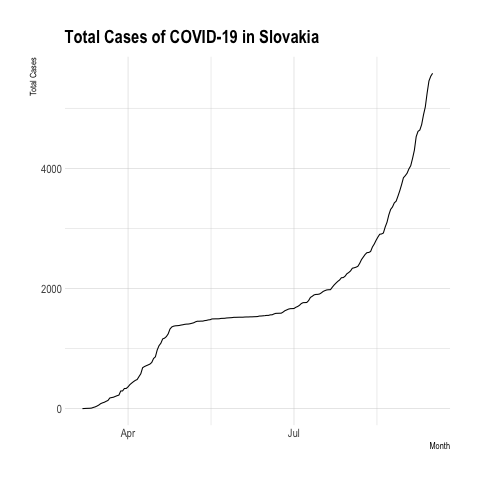 Total Cases of COVID-19 in Slovakia
Total Cases
4000
2000
0
Apr Jul
Month